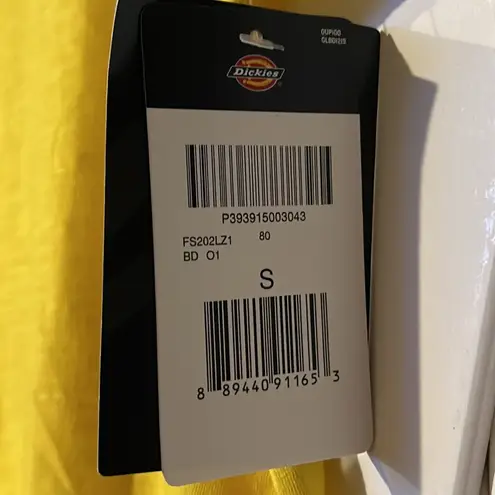 Dickies
P393915003043
FS202LZ1 80
BD O1
S
8 89440 91165 3